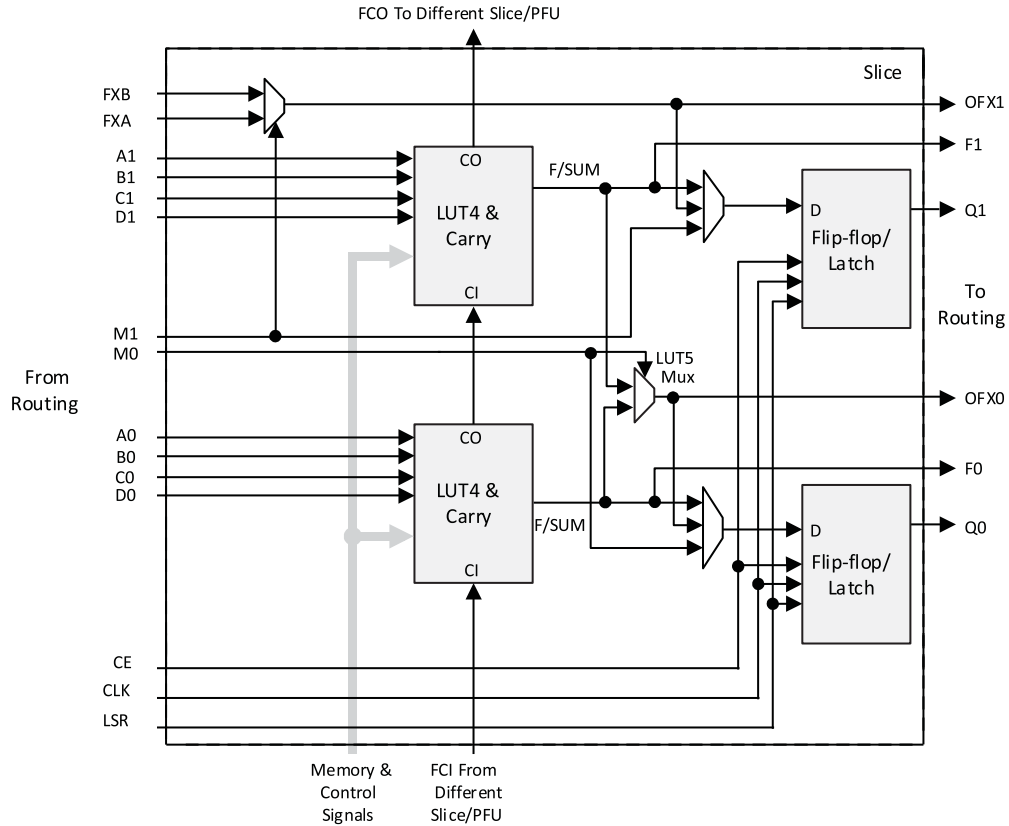 FCO To Different Slice/PFU
Slice
FXB
FXA
OFX1
F1
A1
B1
C1
D1
CO
LUT4 &
Carry
CI
F/SUM
D
Flip-flop/
Latch
Q1
To
Routing
M1
M0
LUT5
Mux
From
Routing
OFX0
A0
B0
C0
D0
CO
LUT4 &
Carry
CI
F/SUM
F0
D
Flip-flop/
Latch
Q0
CE
CLK
LSR
Memory &
Control
Signals
FCI From
Different
Slice/PFU